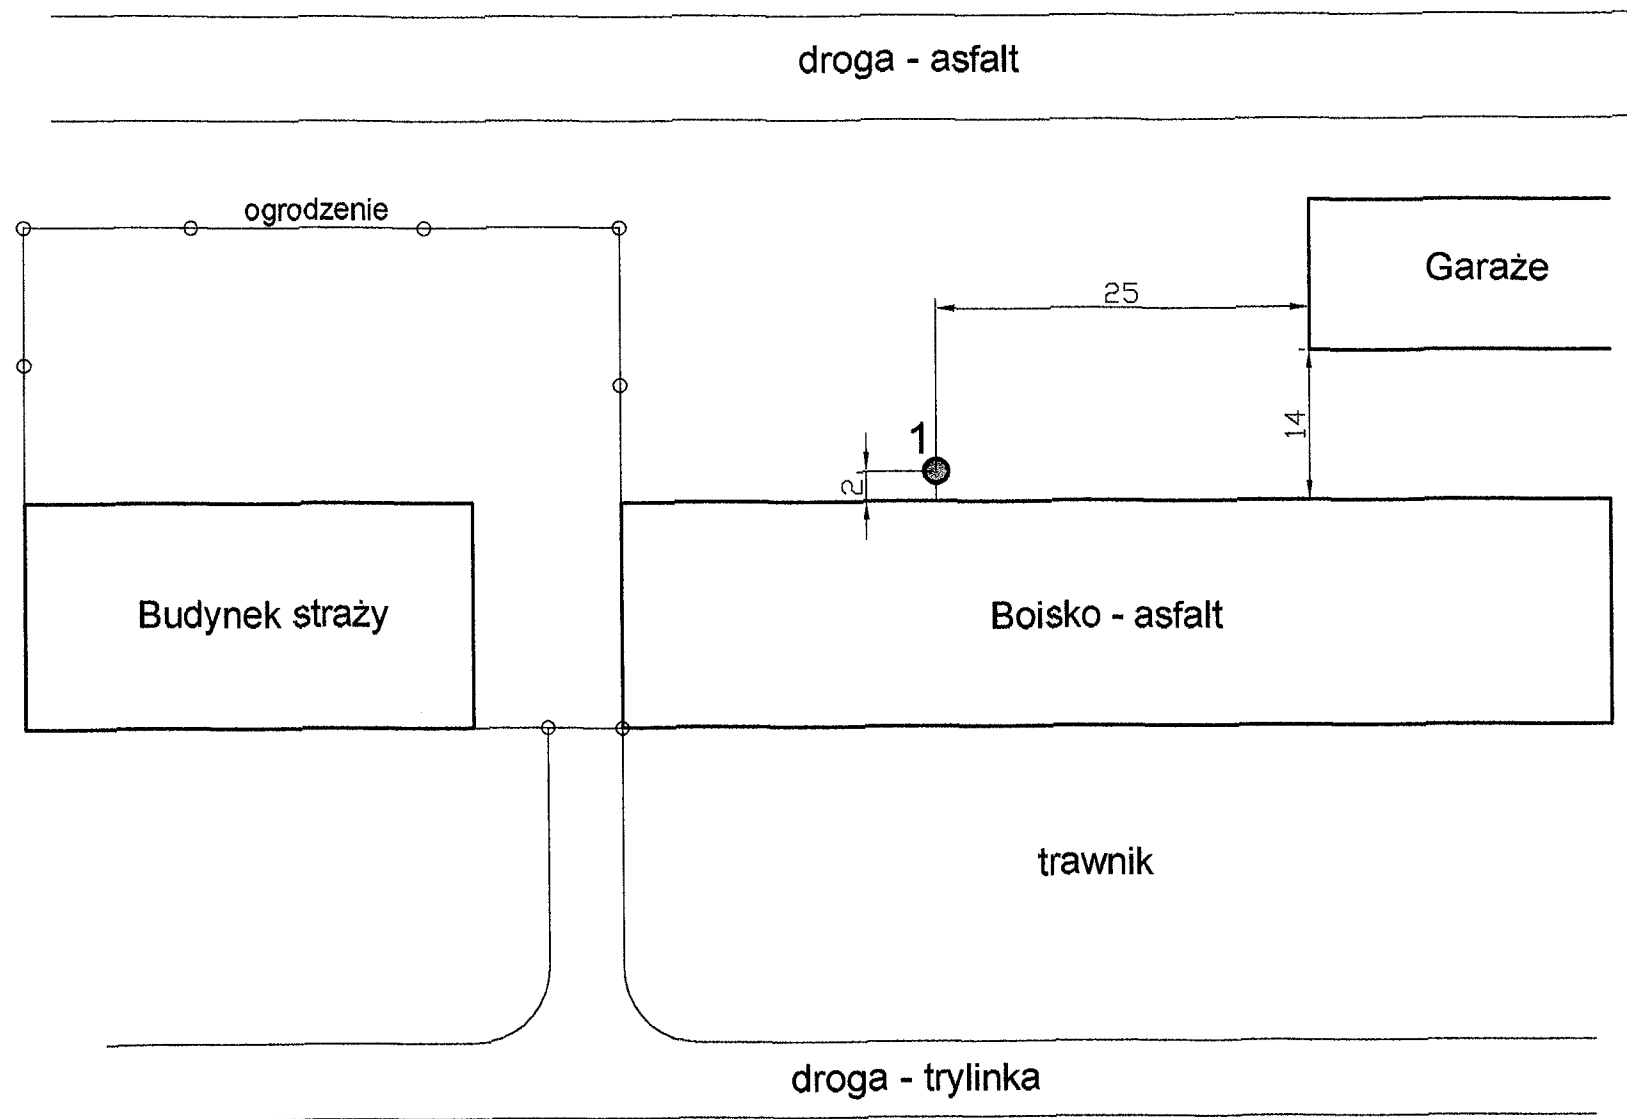 droga - asfalt
ogrodzenie
Garaże
25
14
1
2
Budynek straży
Boisko - asfalt
trawnik
droga - trylinka